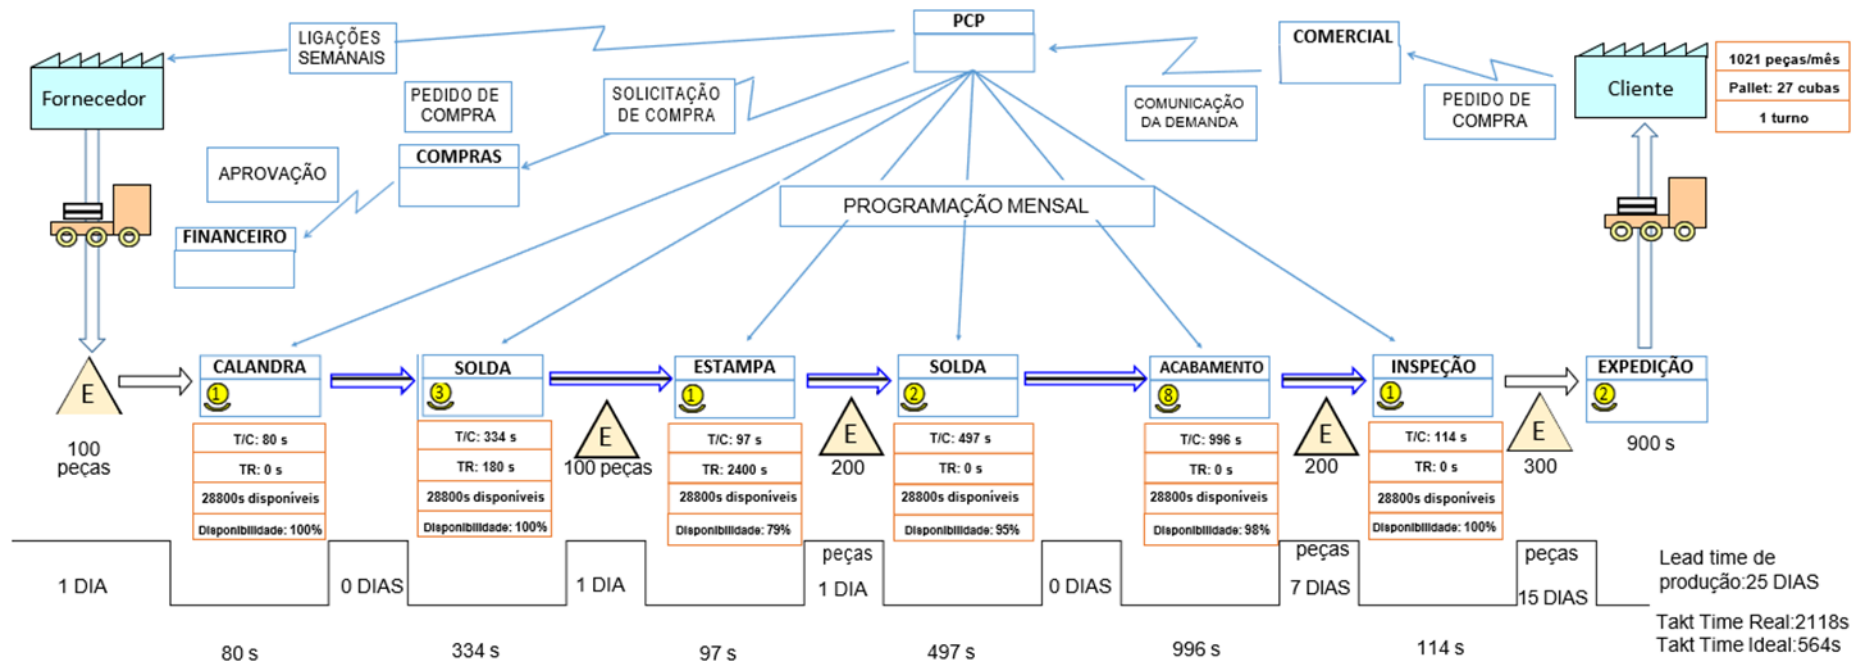 PCP
LIGAÇÕES
SEMANAIS
COMERCIAL
1021 peças/mês
Pallet: 27 cubas
1 turno
Fornecedor
Cliente
PEDIDO DE
COMPRA
SOLICITAÇÃO
DE COMPRA
COMUNICAÇÃO
DA DEMANDA
PEDIDO DE
COMPRA
COMPRAS
APROVAÇÃO
PROGRAMAÇÃO MENSAL
FINANCEIRO
CALANDRA
1
SOLDA
3
ESTAMPA
1
SOLDA
2
ACABAMENTO
8
INSPEÇÃO
1
EXPEDIÇÃO
2
E
100
peças
E
100 peças
E
200
E
200
E
300
900 s
T/C: 80 s
TR: 0 s
28800s disponíveis
Disponibilidade: 100%
T/C: 334 s
TR: 180 s
28800s disponíveis
Disponibilidade: 100%
T/C: 97 s
TR: 2400 s
28800s disponíveis
Disponibilidade: 79%
T/C: 497 s
TR: 0 s
28800s disponíveis
Disponibilidade: 95%
T/C: 996 s
TR: 0 s
28800s disponíveis
Disponibilidade: 98%
T/C: 114 s
TR: 0 s
28800s disponíveis
Disponibilidade: 100%
1 DIA
0 DIAS
1 DIA
peças
1 DIA
0 DIAS
peças
7 DIAS
peças
15 DIAS
Lead time de
produção:25 DIAS
Takt Time Real:2118s
Takt Time Ideal:564s
80 s
334 s
97 s
497 s
996 s
114 s